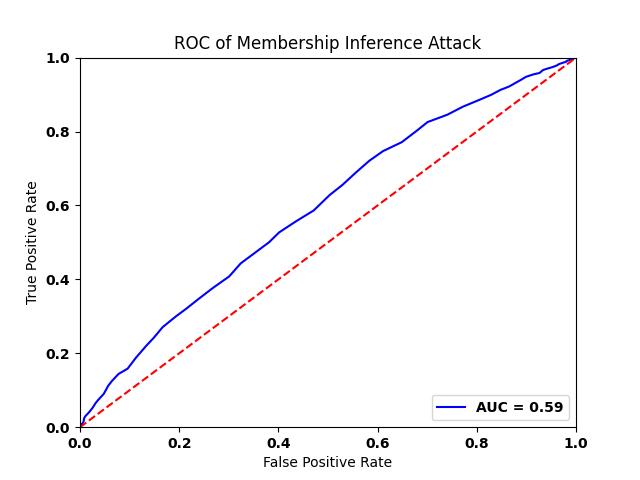 ROC of Membership Inference Attack
True Positive Rate
1.0
0.8
0.6
0.4
0.2
0.0
0.0 0.2 0.4 0.6 0.8 1.0
False Positive Rate
AUC = 0.59